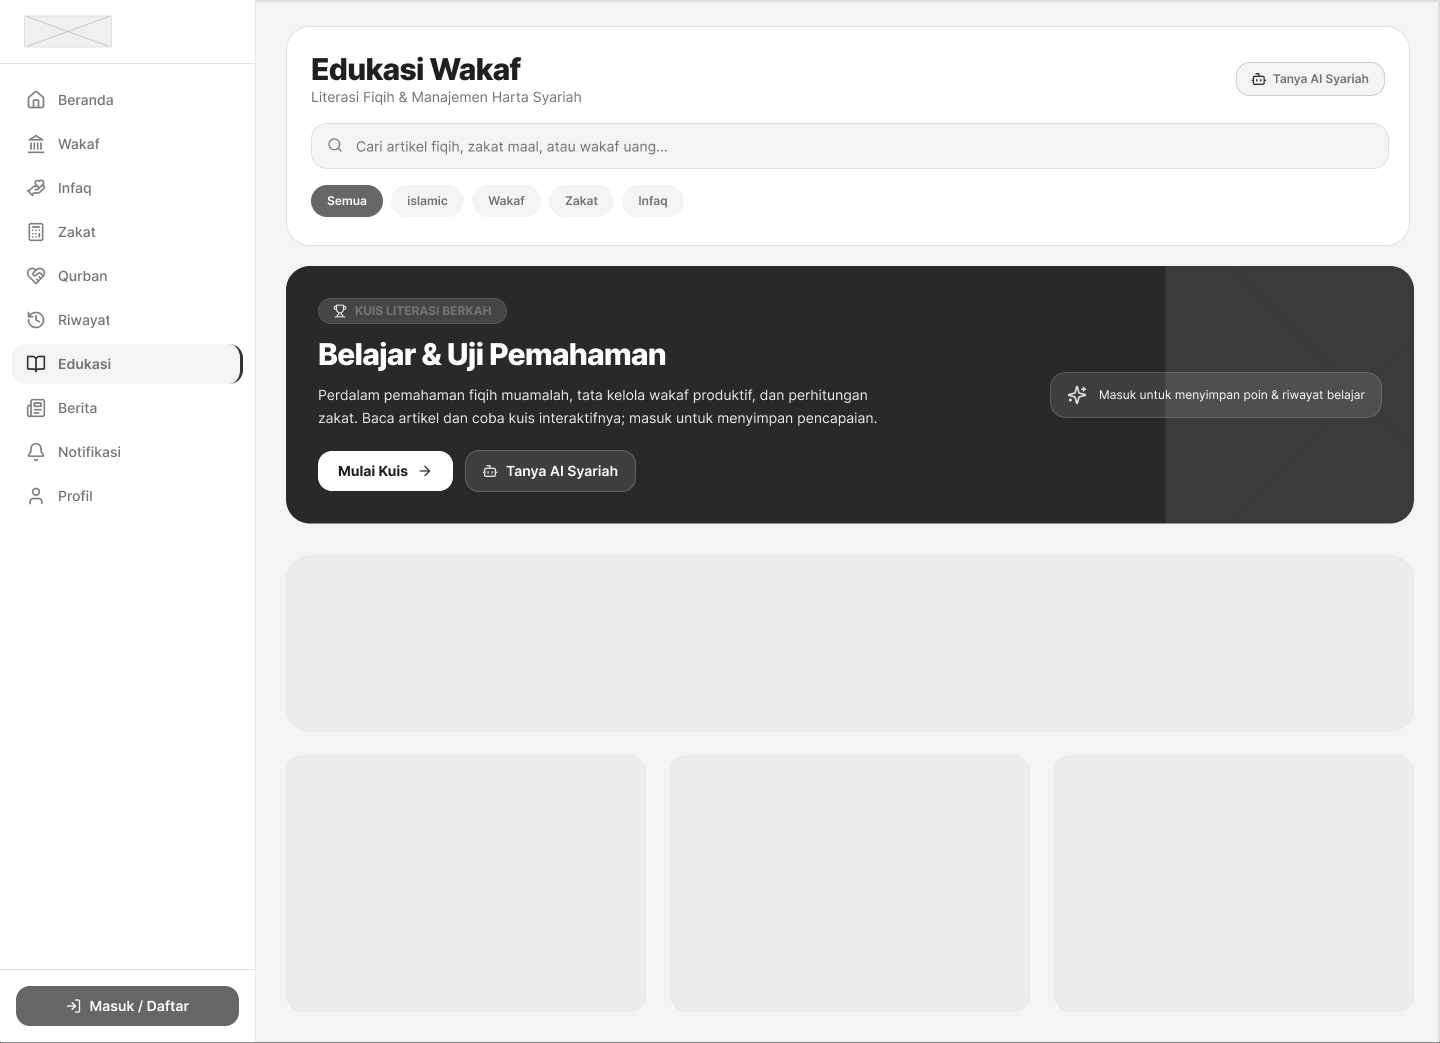 Beranda
Wakaf
Infaq
Zakat
Qurban
Riwayat
Edukasi
Berita
Notifikasi
Profil
Masuk / Daftar
Edukasi Wakaf
Literasi Fiqih & Manajemen Harta Syariah
Tanya AI Syariah
Cari artikel fiqih, zakat maal, atau wakaf uang...
Semua
islamic
Wakaf
Zakat
Infaq
KUIS LITERASI BERKAH
Belajar & Uji Pemahaman
Perdalam pemahaman fiqih muamalah, tata kelola wakaf produktif, dan perhitungan
zakat. Baca artikel dan coba kuis interaktifnya; masuk untuk menyimpan pencapaian.
Mulai Kuis
Tanya AI Syariah
Masuk untuk menyimpan poin & riwayat belajar